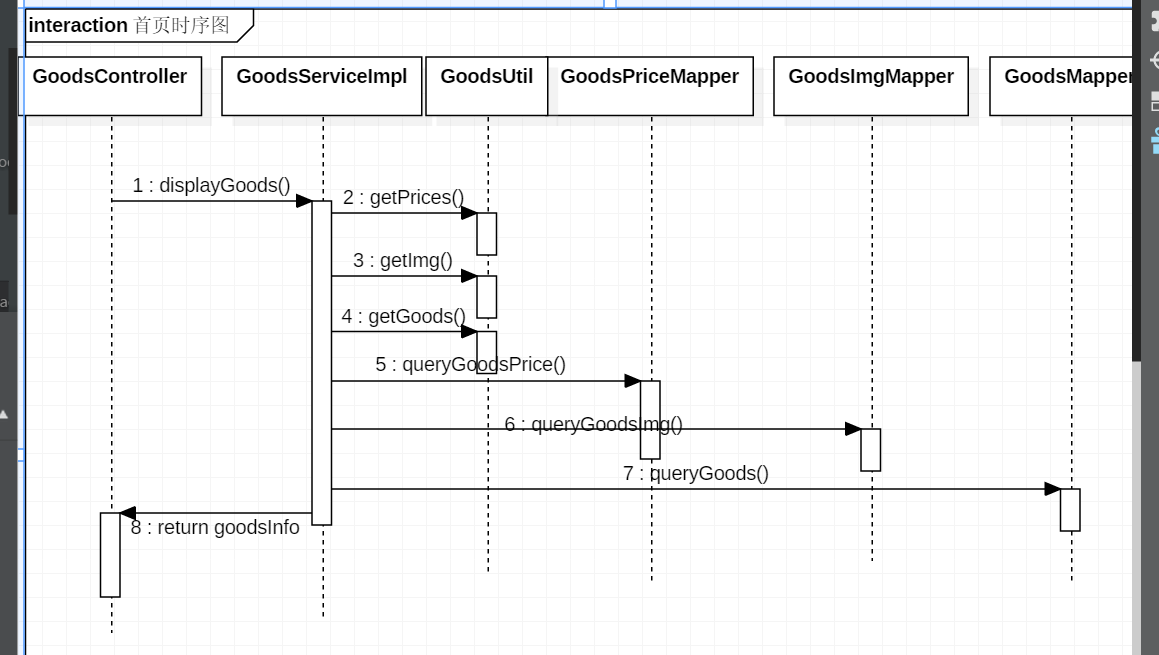 interaction 首页时序图
GoodsController
GoodsServiceImpl
GoodsUtil
GoodsPriceMapper
GoodsImgMapper
GoodsMapper
1 : displayGoods()
2 : getPrices()
3 : getImg()
4 : getGoods()
5 : queryGoodsPrice()
6 : queryGoodsImg()
7 : queryGoods()
8 : return goodsInfo